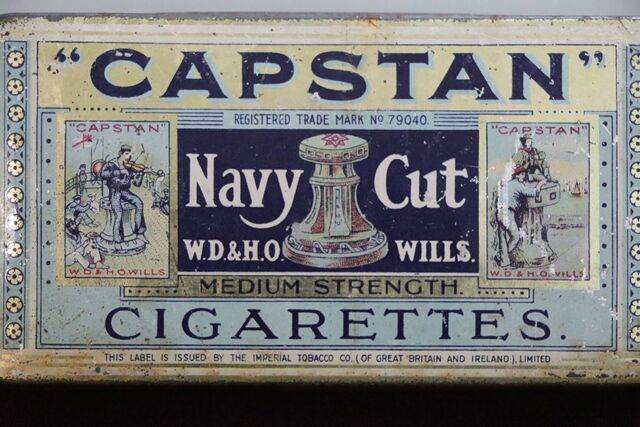 "CAPSTAN"
REGISTERED TRADE MARK No 79040.
"CAPSTAN"
W.D.&H.O.WILLS.
Navy Cut
W.D.&H.O. WILLS.
"CAPSTAN"
W.D.& H.O. WILLS.
MEDIUM STRENGTH.
CIGARETTES.
THIS LABEL IS ISSUED BY THE IMPERIAL TOBACCO CO. (OF GREAT BRITAIN AND IRELAND), LIMITED